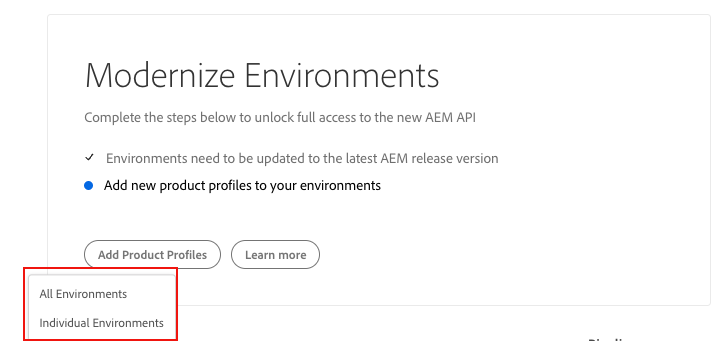 Modernize Environments
Complete the steps below to unlock full access to the new AEM API
Environments need to be updated to the latest AEM release version
Add new product profiles to your environments
Add Product Profiles
Learn more
All Environments
Individual Environments